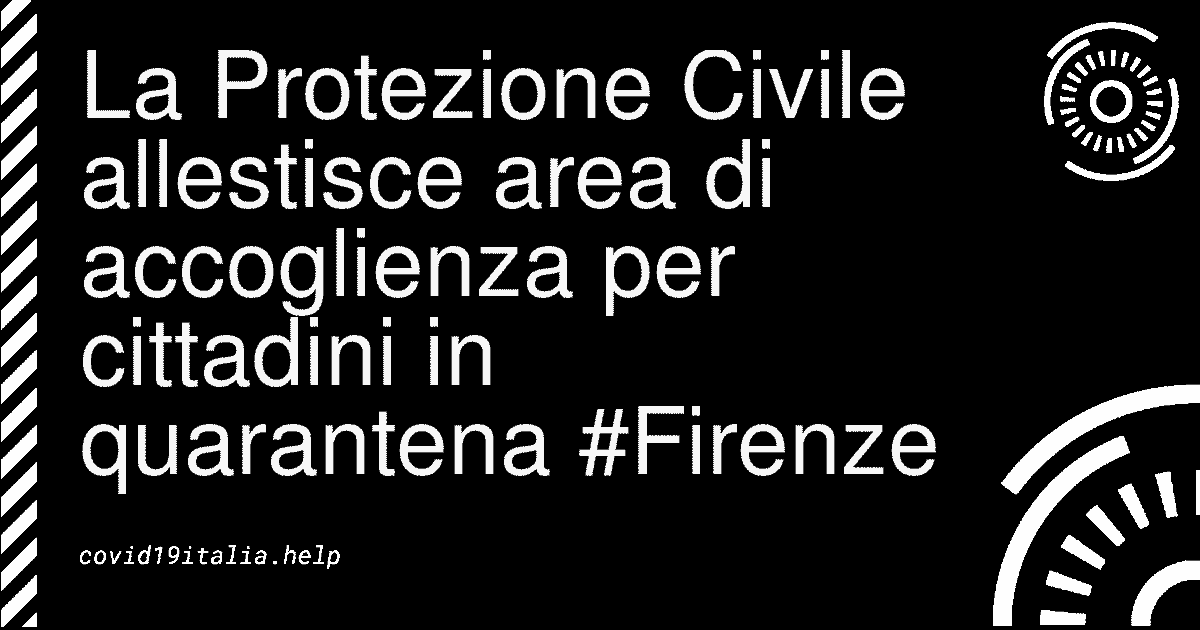 La Protezione Civile
allestisce area di
accoglienza per
cittadini in
quarantena #Firenze
covid19italia.help